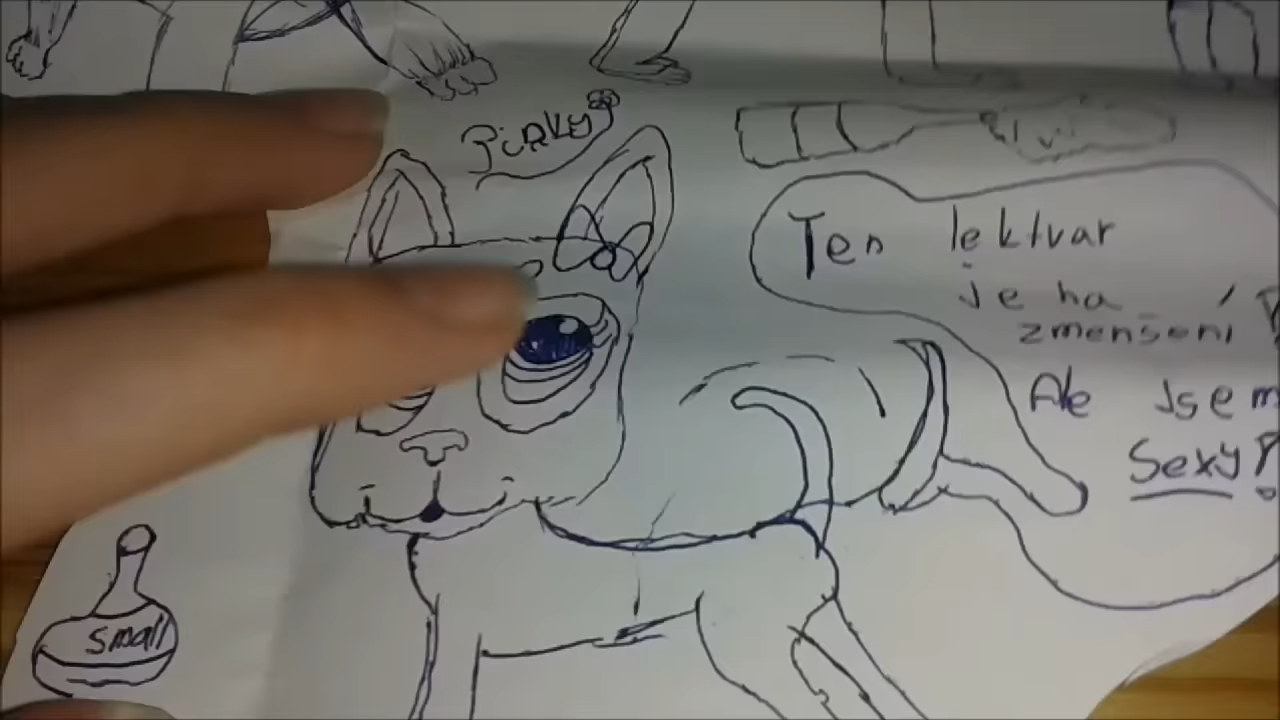 Pinky
Ten lektvar
je na
zmenšení
Ale jsem
Sexy!
small